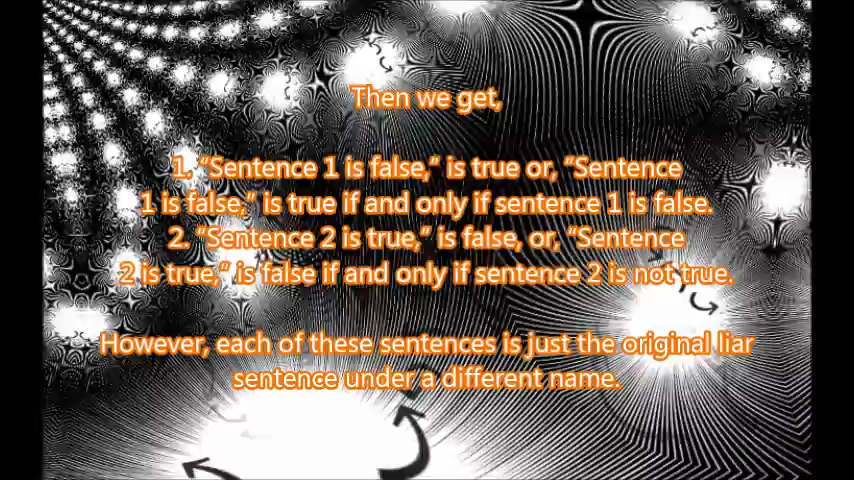 Then we get,
1. “Sentence 1 is false,” is true or, “Sentence
1 is false,” is true if and only if sentence 1 is false.
2. “Sentence 2 is true,” is false, or, “Sentence
2 is true,” is false if and only if sentence 2 is not true.
However, each of these sentences is just the original liar
sentence under a different name.